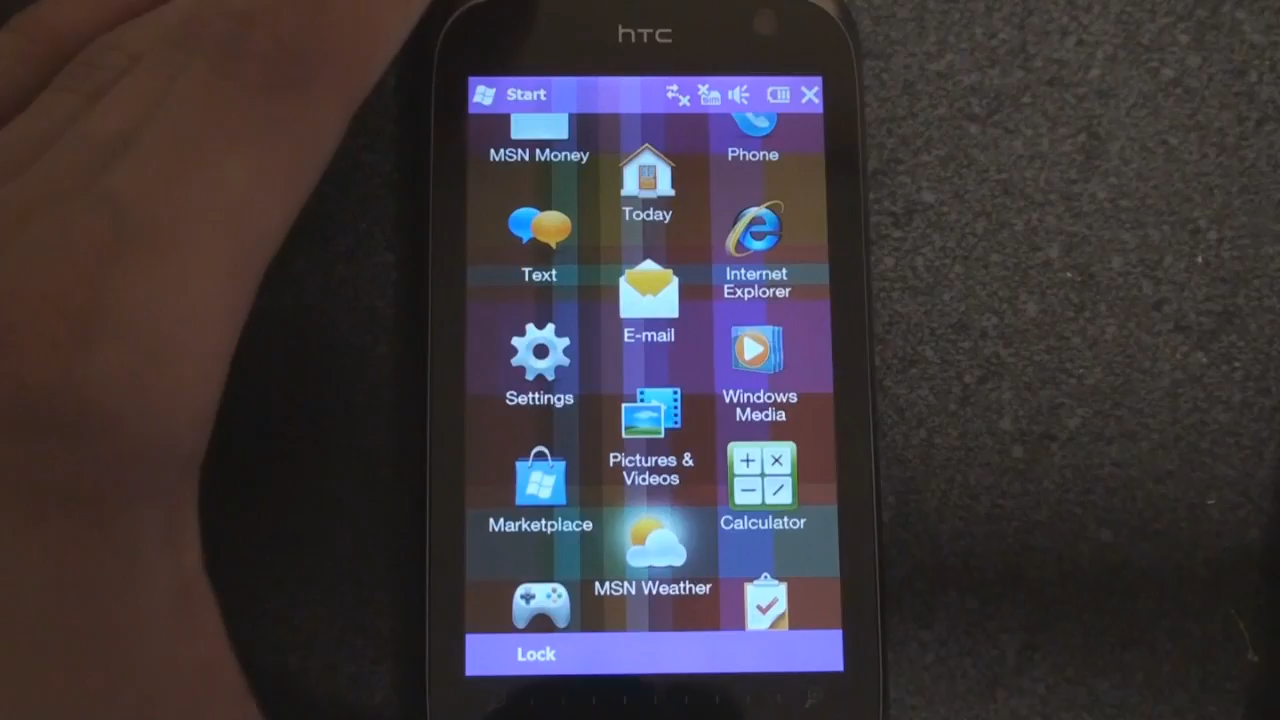 hTC
Start
MSN Money
Phone
Today
Text
Internet
Explorer
E-mail
Settings
Windows
Media
Pictures &
Videos
Marketplace
Calculator
MSN Weather
Lock